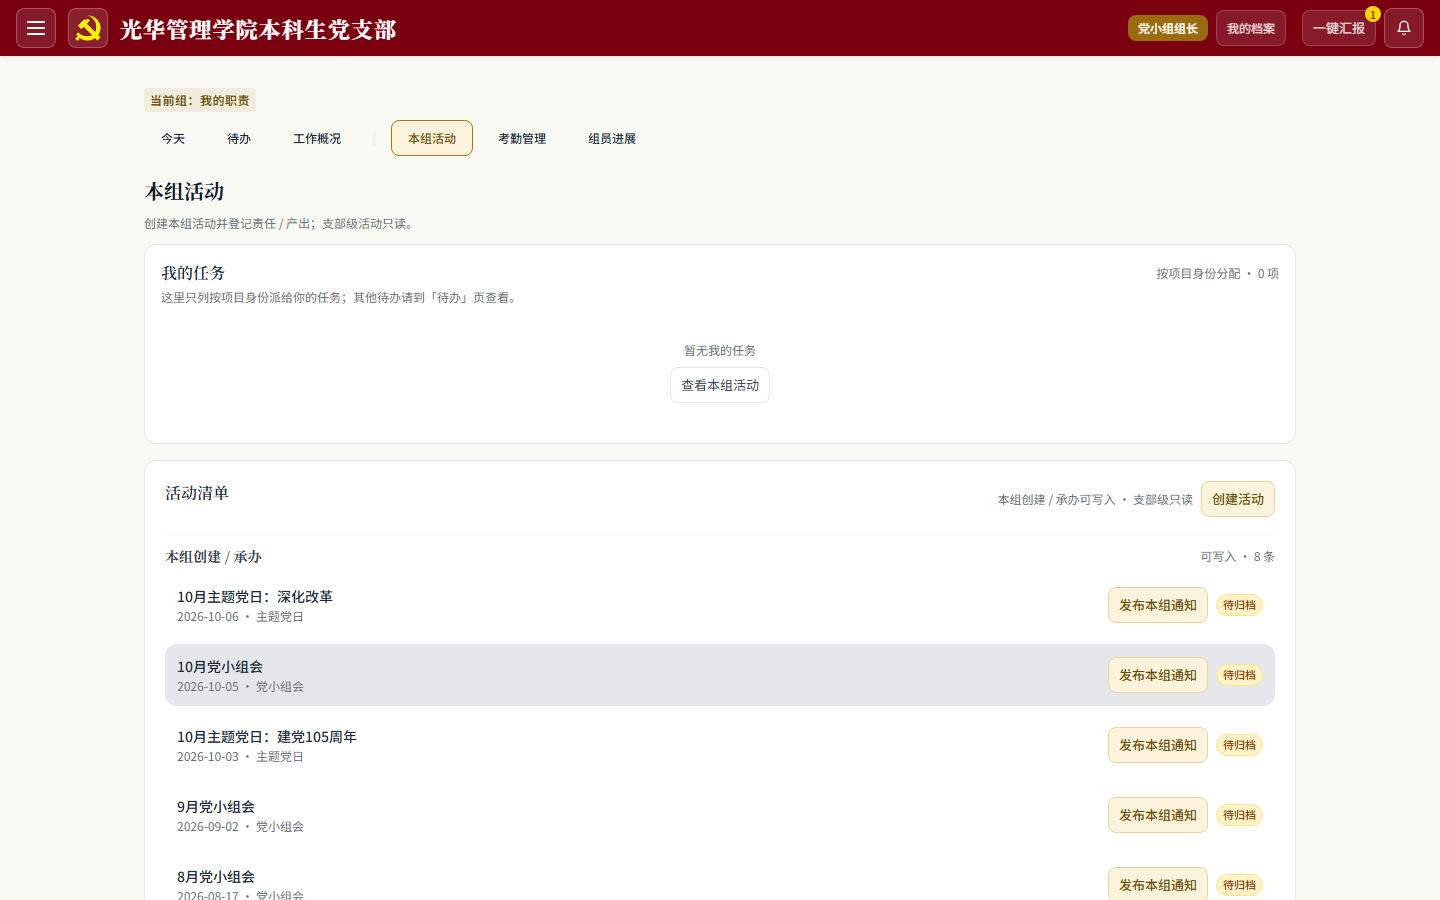 光华管理学院本科生党支部
党小组组长
我的档案
一键汇报
1
当前组：我的职责
今天
待办
工作概况
本组活动
考勤管理
组员进展
本组活动
创建本组活动并登记责任 / 产出；支部级活动只读。
我的任务
按项目身份分配 · 0 项
这里只列按项目身份派给你的任务；其他待办请到「待办」页查看。
暂无我的任务
查看本组活动
活动清单
本组创建 / 承办可写入 · 支部级只读
创建活动
本组创建 / 承办
可写入 · 8 条
10月主题党日：深化改革
2026-10-06 · 主题党日
发布本组通知
待归档
10月党小组会
2026-10-05 · 党小组会
发布本组通知
待归档
10月主题党日：建党105周年
2026-10-03 · 主题党日
发布本组通知
待归档
9月党小组会
2026-09-02 · 党小组会
发布本组通知
待归档
8月党小组会
2026-08-17 · 党小组会
发布本组通知
待归档